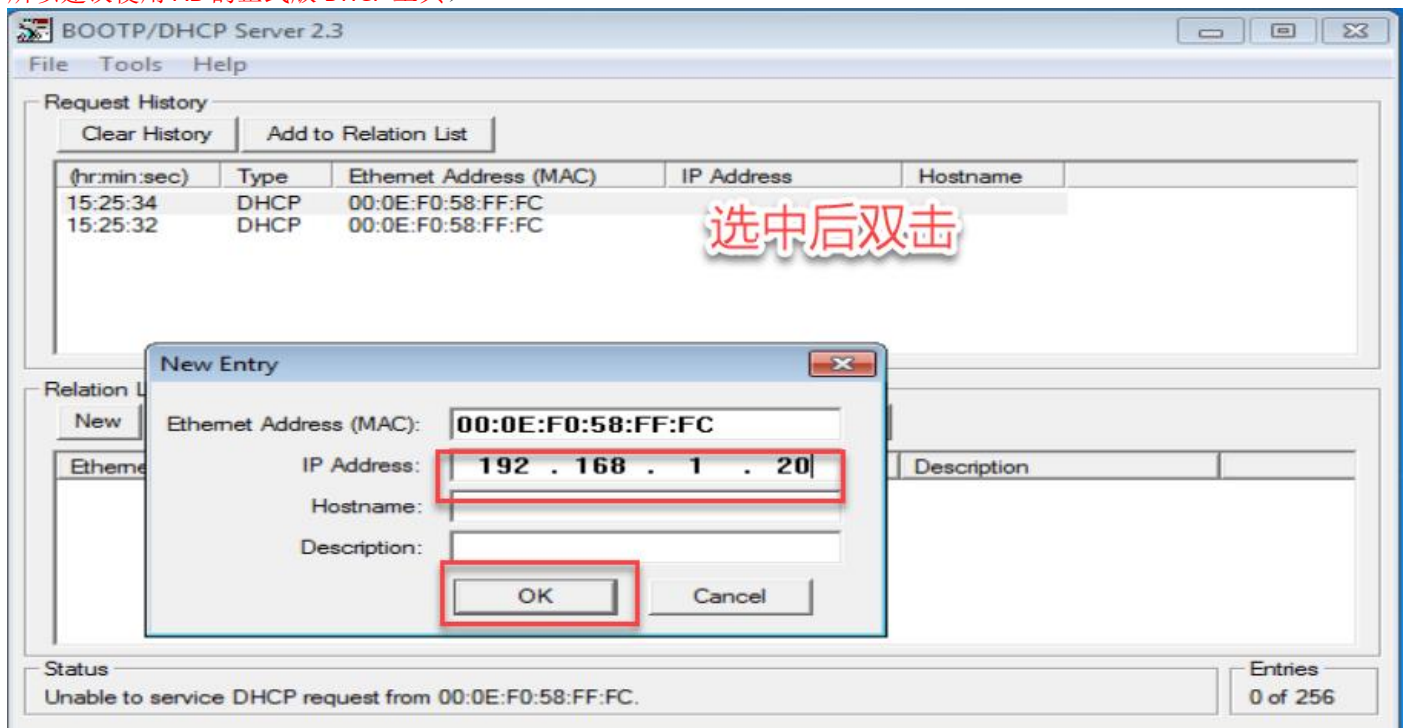 BOOTP/DHCP Server 2.3
File Tools Help
Request History
Clear History Add to Relation List
(hr:min:sec) Type Ethernet Address (MAC) IP Address Hostname
15:25:34 DHCP 00:0E:F0:58:FF:FC
15:25:32 DHCP 00:0E:F0:58:FF:FC
选中后双击
New Entry
Relation
New
Ethernet Address (MAC): 00:0E:F0:58:FF:FC
IP Address: 192 . 168 . 1 . 20
Description
Hostname:
Description:
OK Cancel
Status
Unable to service DHCP request from 00:0E:F0:58:FF:FC.
Entries
0 of 256